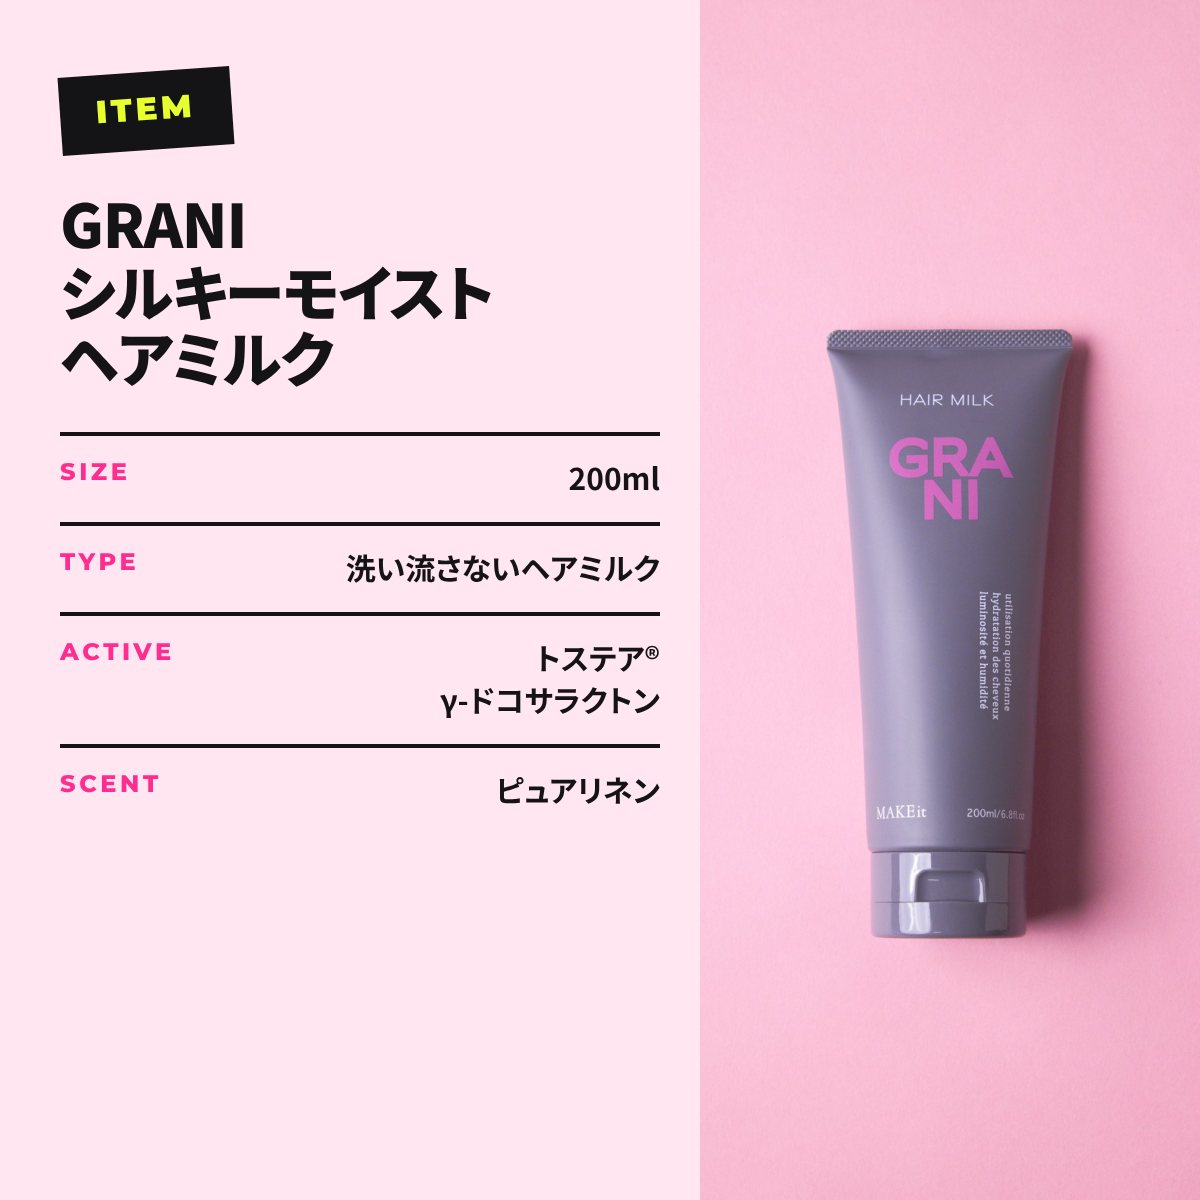 ITEM
GRANI
シルキーモイスト
ヘアミルク
SIZE
200ml
TYPE
洗い流さないヘアミルク
ACTIVE
トステア®
γ-ドコサラクトン
SCENT
ピュアリネン
HAIR MILK
GRA
NI
utilisation quotidienne
hydratation des cheveux
luminosité et humidité
MAKEit
200ml/6.8fl.oz